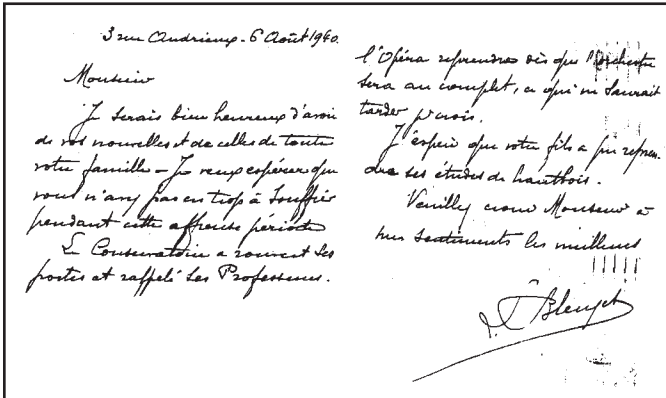 3 rue Andrieux - 6 Août 1940.
Monsieur
Je serais bien heureux d'avoir
de vos nouvelles et de celles de toute
votre famille - Je veux espérer que
vous n'avez pas eu trop à souffrir
pendant cette affreuse période
Le Conservatoire a rouvert ses
portes et rappelé ses Professeurs.
l'Opéra reprendra dès que l'orchestre
sera au complet, ce qui ne saurait
tarder je crois.
J'espère que votre fils a pu repren-
dre ses études de hautbois.
Veuillez croire Monsieur à
mes sentiments les meilleurs
Bleuzet